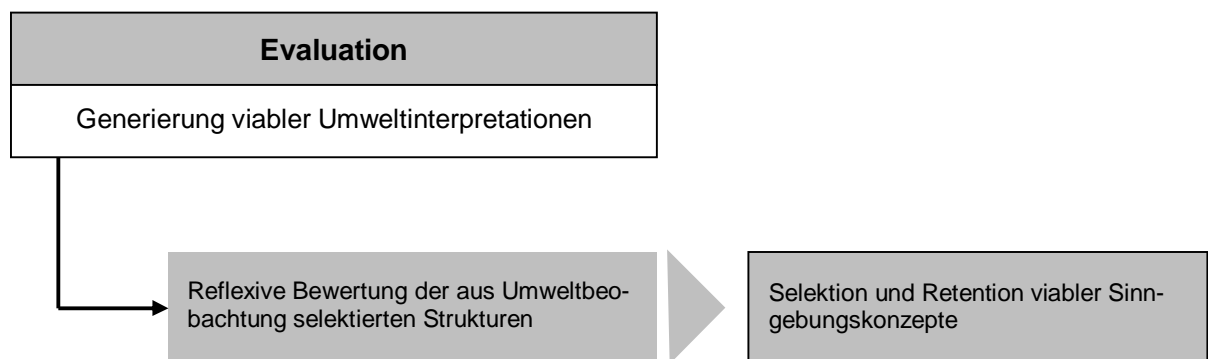 Evaluation
Generierung viabler Umweltinterpretationen
Reflexive Bewertung der aus Umweltbeo-
bachtung selektierten Strukturen
Selektion und Retention viabler Sinn-
gebungskonzepte